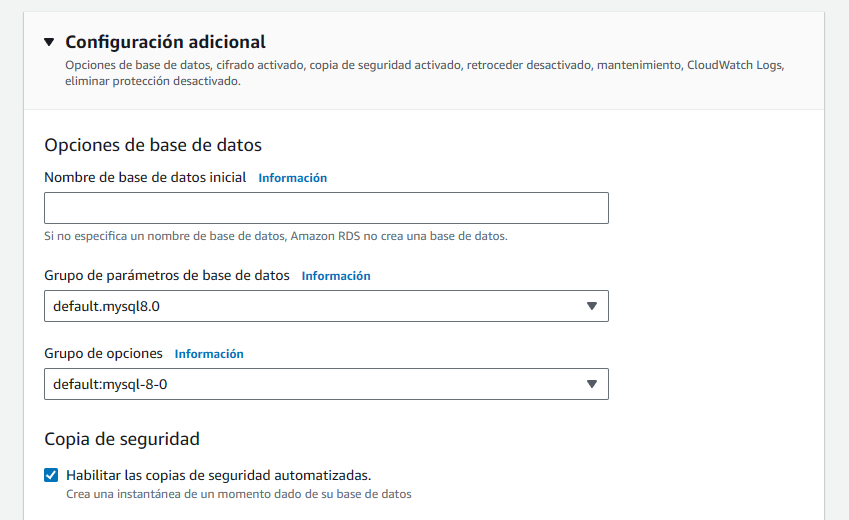 Configuración adicional
Opciones de base de datos, cifrado activado, copia de seguridad activado, retroceder desactivado, mantenimiento, CloudWatch Logs,
eliminar protección desactivado.
Opciones de base de datos
Nombre de base de datos inicial Información
Si no especifica un nombre de base de datos, Amazon RDS no crea una base de datos.
Grupo de parámetros de base de datos Información
default.mysql8.0
Grupo de opciones Información
default:mysql-8-0
Copia de seguridad
Habilitar las copias de seguridad automatizadas.
Crea una instantánea de un momento dado de su base de datos